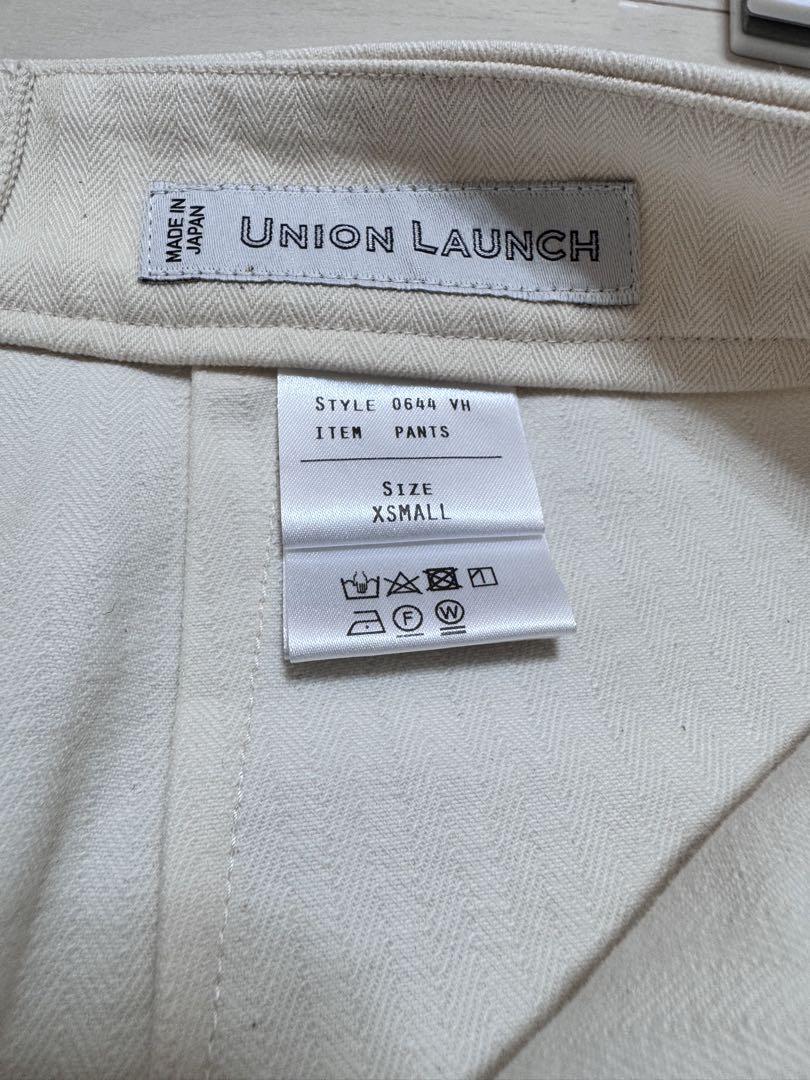 MADE IN
JAPAN
UNION LAUNCH
STYLE 0644 VH
ITEM PANTS
SIZE
XSMALL
F W